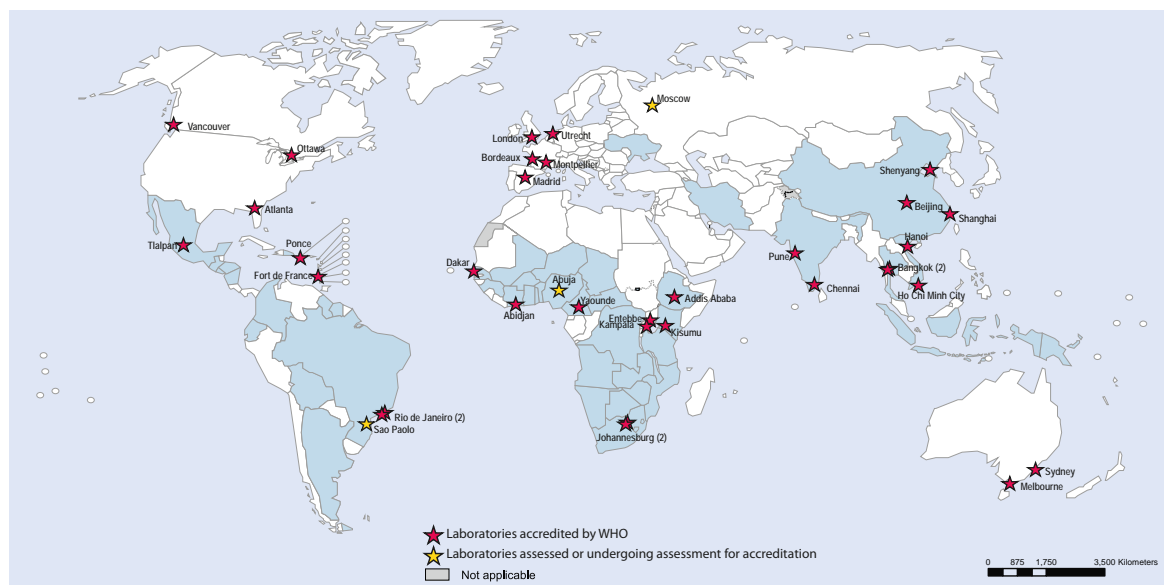 Moscow
Vancouver
London
Utrecht
Ottawa
Bordeaux
Montpellier
Shenyang
Madrid
Beijing
Atlanta
Shanghai
Tlalpan
Ponce
Hanoi
Pune
Dakar
Fort de France
Abuja
Bangkok (2)
Yaounde
Addis Ababa
Chennai
Ho Chi Minh City
Abidjan
Entebbe
Kampala
Kisumu
Rio de Janeiro (2)
Sao Paolo
Johannesburg (2)
Sydney
Melbourne
Laboratories accredited by WHO
Laboratories assessed or undergoing assessment for accreditation
Not applicable
0 875 1,750 3,500 Kilometers